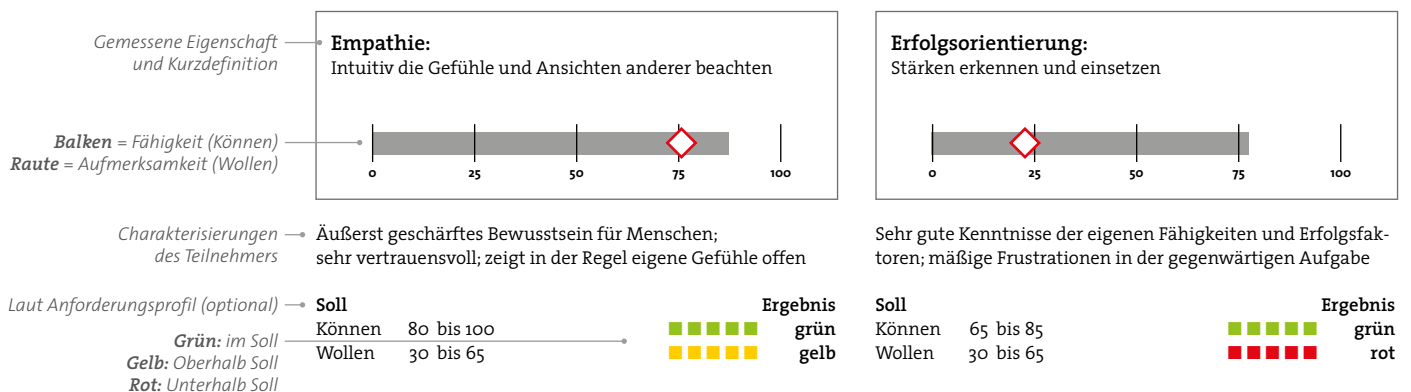 Gemessene Eigenschaft
und Kurzdefinition
Empathie:
Intuitiv die Gefühle und Ansichten anderer beachten
Erfolgsorientierung:
Stärken erkennen und einsetzen
Balken = Fähigkeit (Können)
Raute = Aufmerksamkeit (Wollen)
0 25 50 75 100
0 25 50 75 100
Charakterisierungen
des Teilnehmers
Äußerst geschärftes Bewusstsein für Menschen;
sehr vertrauensvoll; zeigt in der Regel eigene Gefühle offen
Sehr gute Kenntnisse der eigenen Fähigkeiten und Erfolgsfak-
toren; mäßige Frustrationen in der gegenwärtigen Aufgabe
Laut Anforderungsprofil (optional)
Grün: im Soll
Gelb: Oberhalb Soll
Rot: Unterhalb Soll
Soll Ergebnis
Können 80 bis 100 grün
Wollen 30 bis 65 gelb
Soll Ergebnis
Können 65 bis 85 grün
Wollen 30 bis 65 rot